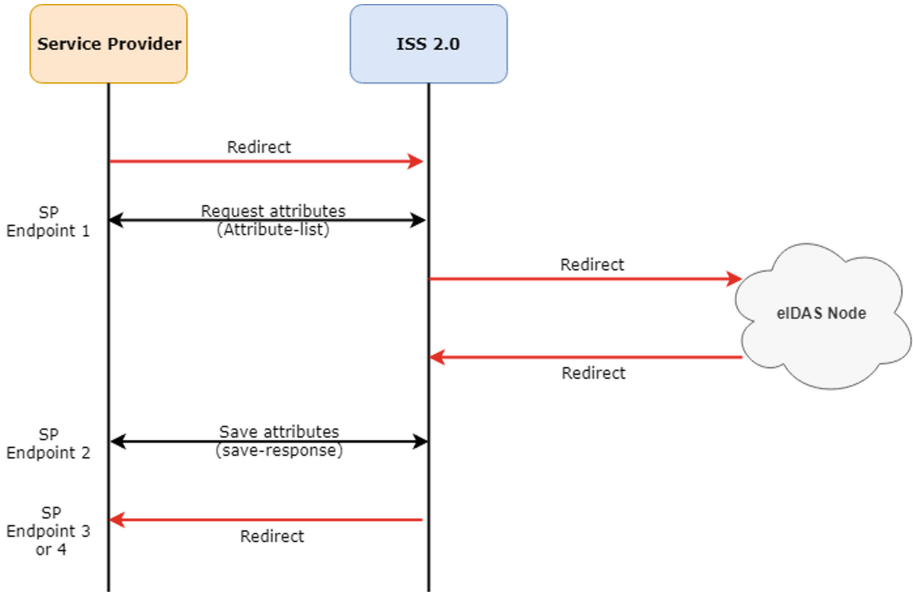 Service Provider
ISS 2.0
Redirect
SP
Endpoint 1
Request attributes
(Attribute-list)
Redirect
eIDAS Node
Redirect
SP
Endpoint 2
Save attributes
(save-response)
SP
Endpoint 3
or 4
Redirect